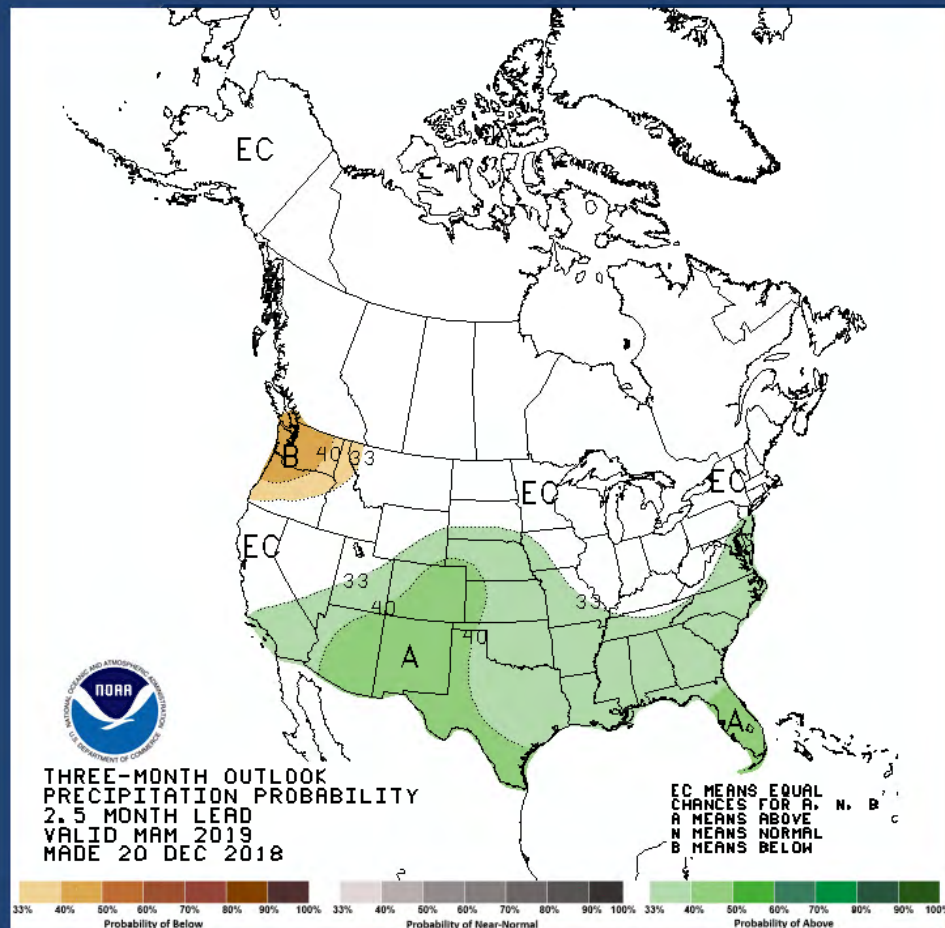 EC
B 40 33
EC
EC
EC
33
40
33
40
A
A
NATIONAL OCEANIC AND ATMOSPHERIC ADMINISTRATION
NOAA
U.S. DEPARTMENT OF COMMERCE
THREE-MONTH OUTLOOK
PRECIPITATION PROBABILITY
2.5 MONTH LEAD
VALID MAM 2019
MADE 20 DEC 2018
EC MEANS EQUAL
CHANCES FOR A, N, B
A MEANS ABOVE
N MEANS NORMAL
B MEANS BELOW
33% 40% 50% 60% 70% 80% 90% 100%
Probability of Below
33% 40% 50% 60% 70% 80% 90% 100%
Probability of Near-Normal
33% 40% 50% 60% 70% 80% 90% 100%
Probability of Above